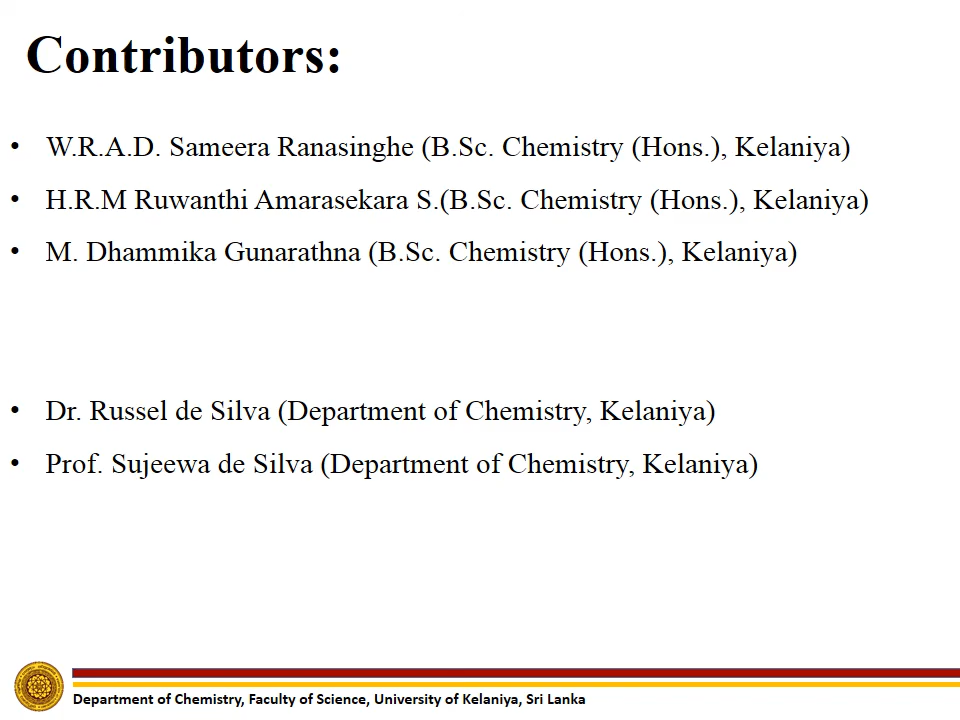 Contributors:
• W.R.A.D. Sameera Ranasinghe (B.Sc. Chemistry (Hons.), Kelaniya)
• H.R.M Ruwanthi Amarasekara S.(B.Sc. Chemistry (Hons.), Kelaniya)
• M. Dhammika Gunarathna (B.Sc. Chemistry (Hons.), Kelaniya)
• Dr. Russel de Silva (Department of Chemistry, Kelaniya)
• Prof. Sujeewa de Silva (Department of Chemistry, Kelaniya)
Department of Chemistry, Faculty of Science, University of Kelaniya, Sri Lanka